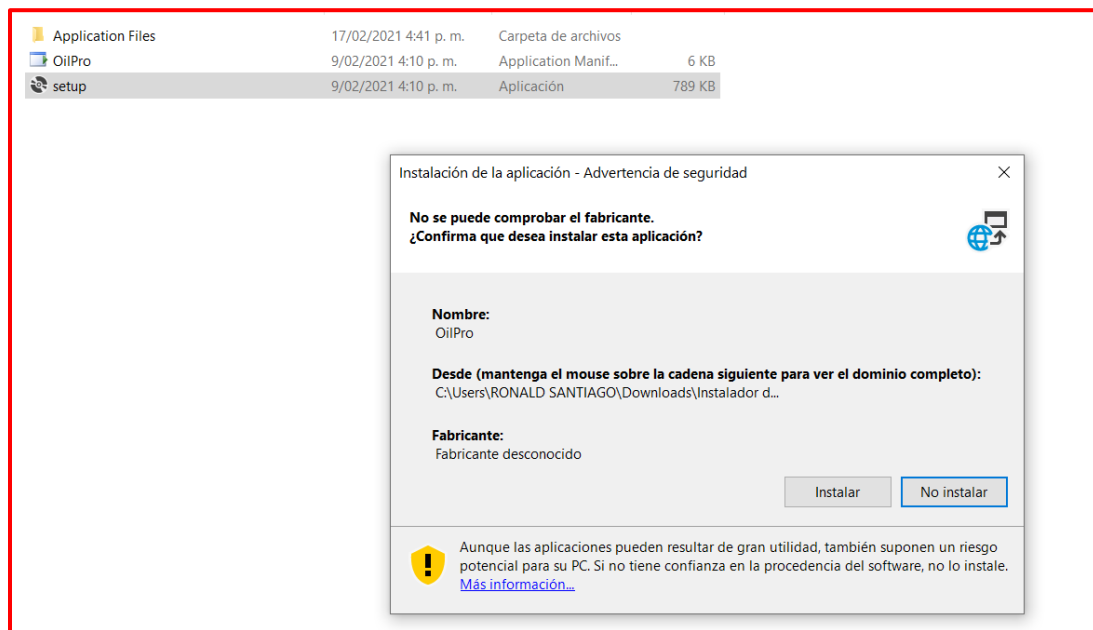 Application Files 17/02/2021 4:41 p. m. Carpeta de archivos
OilPro 9/02/2021 4:10 p. m. Application Manif... 6 KB
setup 9/02/2021 4:10 p. m. Aplicación 789 KB
Instalación de la aplicación - Advertencia de seguridad
No se puede comprobar el fabricante.
¿Confirma que desea instalar esta aplicación?
Nombre:
OilPro
Desde (mantenga el mouse sobre la cadena siguiente para ver el dominio completo):
C:\Users\RONALD SANTIAGO\Downloads\Instalador d...
Fabricante:
Fabricante desconocido
Instalar No instalar
Aunque las aplicaciones pueden resultar de gran utilidad, también suponen un riesgo
potencial para su PC. Si no tiene confianza en la procedencia del software, no lo instale.
Más información...